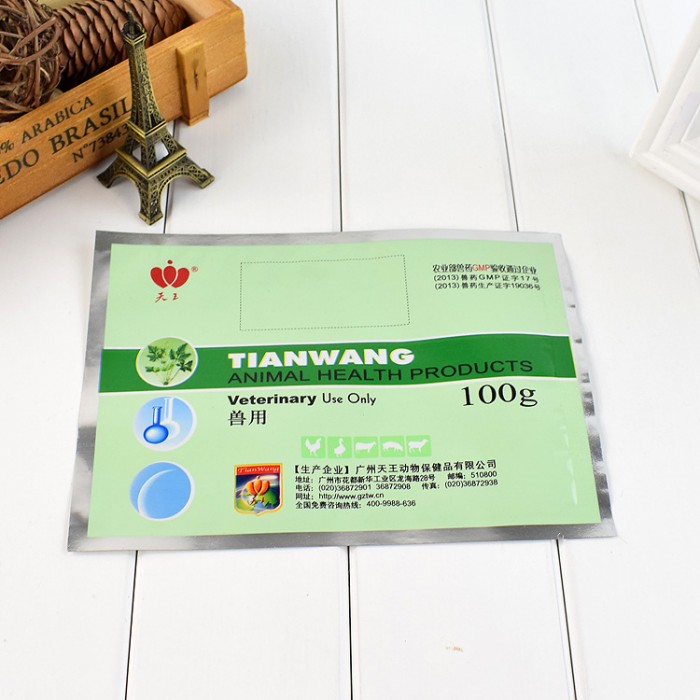 % ARABICA
DO BRASIL
N°7384
天王®
农业部兽药GMP验收通过企业
(2013)兽药GMP证字17号
(2013)兽药生产证字19036号
TIANWANG
ANIMAL HEALTH PRODUCTS
Veterinary Use Only
100g
兽用
TianWang
【生产企业】广州天王动物保健品有限公司
地址：广州市花都新华工业区龙海路28号 邮编：510800
电话：(020)36872901 36872908 传真：(020)36872938
网址：http://www.gztw.cn
全国免费咨询热线：400-9988-636